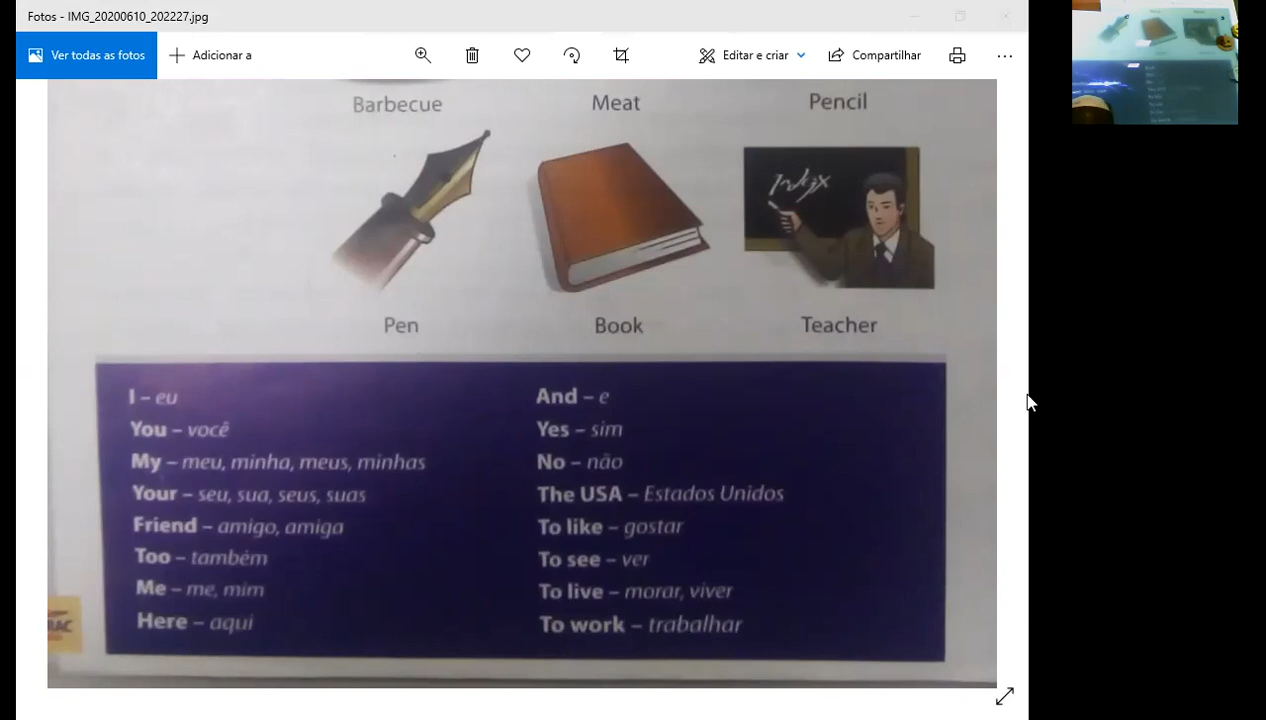 Fotos - IMG_20200610_202227.jpg
Ver todas as fotos
Adicionar a
Editar e criar
Compartilhar
Barbecue
Meat
Pencil
Pen
Book
Teacher
I – eu
You – você
My – meu, minha, meus, minhas
Your – seu, sua, seus, suas
Friend – amigo, amiga
Too – também
Me – me, mim
Here – aqui
And – e
Yes – sim
No – não
The USA – Estados Unidos
To like – gostar
To see – ver
To live – morar, viver
To work – trabalhar